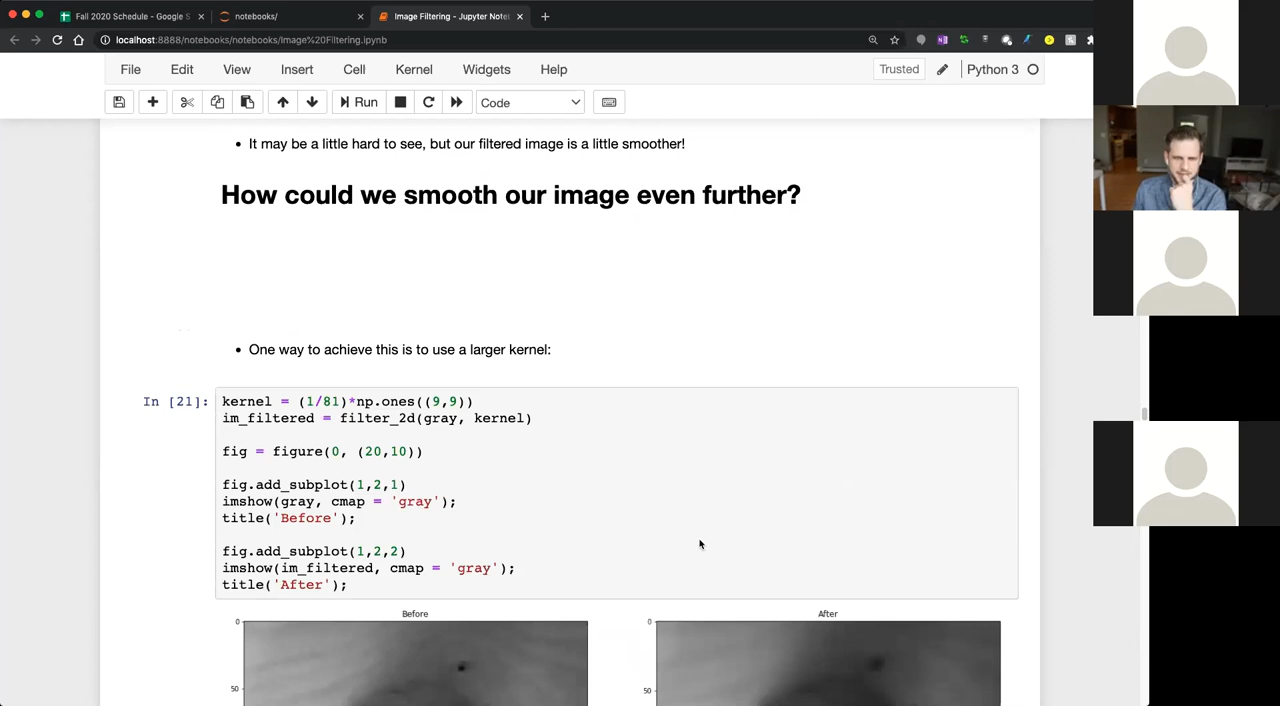 Fall 2020 Schedule - Google S
notebooks/
Image Filtering - Jupyter Note
localhost:8888/notebooks/notebooks/Image%20Filtering.ipynb
File Edit View Insert Cell Kernel Widgets Help Trusted Python 3
Run Code
• It may be a little hard to see, but our filtered image is a little smoother!
How could we smooth our image even further?
• One way to achieve this is to use a larger kernel:
In [21]:
kernel = (1/81)*np.ones((9,9))
im_filtered = filter_2d(gray, kernel)
fig = figure(0, (20,10))
fig.add_subplot(1,2,1)
imshow(gray, cmap = 'gray');
title('Before');
fig.add_subplot(1,2,2)
imshow(im_filtered, cmap = 'gray');
title('After');
Before
0
50
After
0
50